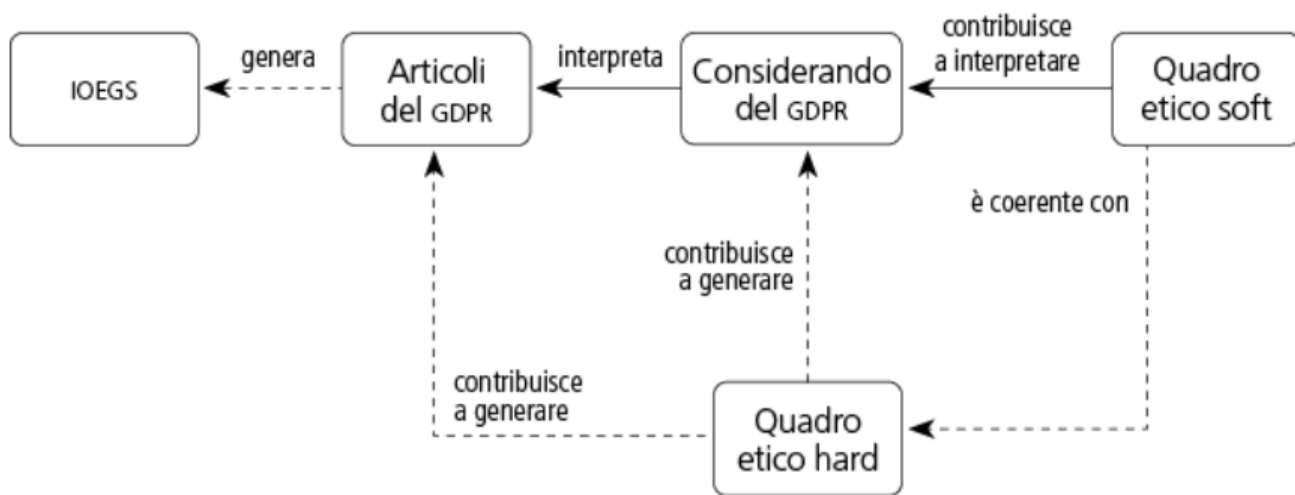 IOEGS
genera
Articoli
del GDPR
interpreta
Considerando
del GDPR
contribuisce
a interpretare
Quadro
etico soft
è coerente con
contribuisce
a generare
contribuisce
a generare
Quadro
etico hard